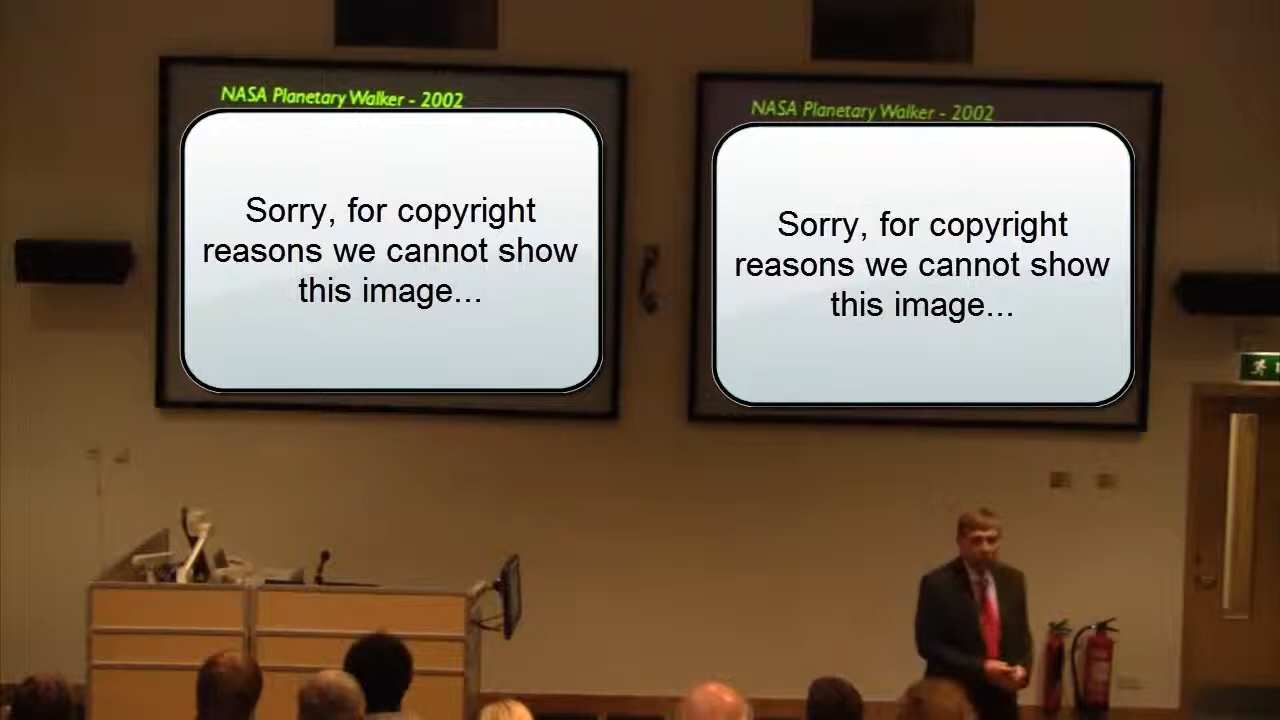 NASA Planetary Walker - 2002
Sorry, for copyright
reasons we cannot show
this image...
NASA Planetary Walker - 2002
Sorry, for copyright
reasons we cannot show
this image...